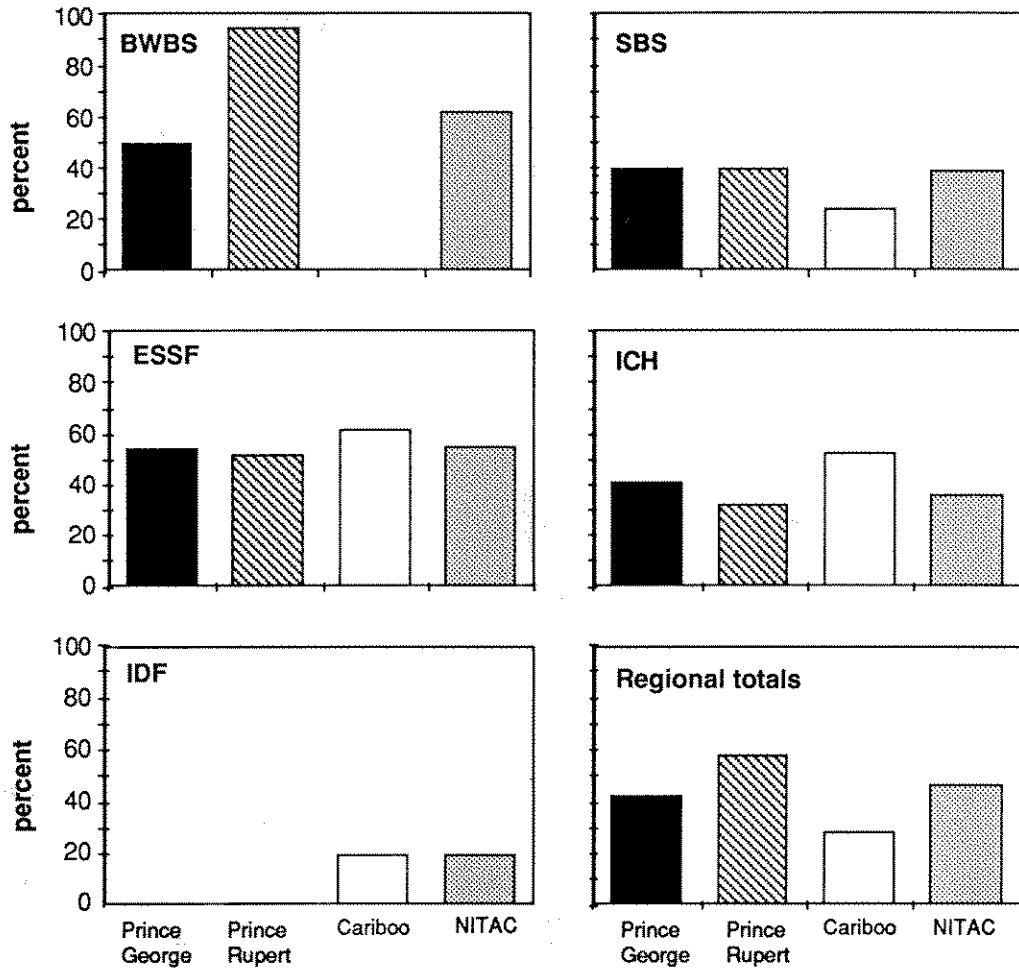 BWBS
SBS
percent
100
80
60
40
20
0
ESSF
ICH
percent
100
80
60
40
20
0
IDF
Regional totals
percent
100
80
60
40
20
0
Prince George
Prince Rupert
Cariboo
NITAC
Prince George
Prince Rupert
Cariboo
NITAC